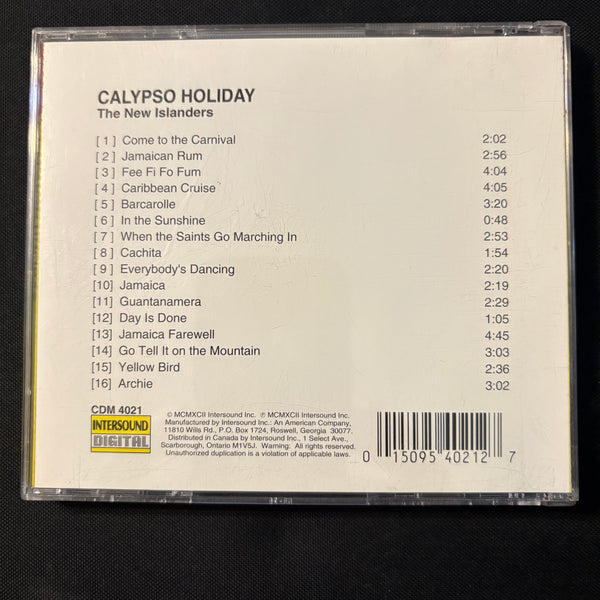 CALYPSO HOLIDAY
The New Islanders
[ 1 ] Come to the Carnival 2:02
[ 2 ] Jamaican Rum 2:56
[ 3 ] Fee Fi Fo Fum 4:04
[ 4 ] Caribbean Cruise 4:05
[ 5 ] Barcarolle 3:20
[ 6 ] In the Sunshine 0:48
[ 7 ] When the Saints Go Marching In 2:53
[ 8 ] Cachita 1:54
[ 9 ] Everybody's Dancing 2:20
[10] Jamaica 2:19
[11] Guantanamera 2:29
[12] Day Is Done 1:05
[13] Jamaica Farewell 4:45
[14] Go Tell It on the Mountain 3:03
[15] Yellow Bird 2:36
[16] Archie 3:02
CDM 4021
INTERSOUND
DIGITAL
© MCMXCII Intersound Inc. ℗ MCMXCII Intersound Inc.
Manufactured by Intersound Inc.: An American Company,
11810 Wills Rd., P.O. Box 1724, Roswell, Georgia 30077.
Distributed in Canada by Intersound Inc., 1 Select Ave.,
Scarborough, Ontario M1V5J. Warning: All rights reserved.
Unauthorized duplication is a violation of applicable laws.
0 15095 40212 7